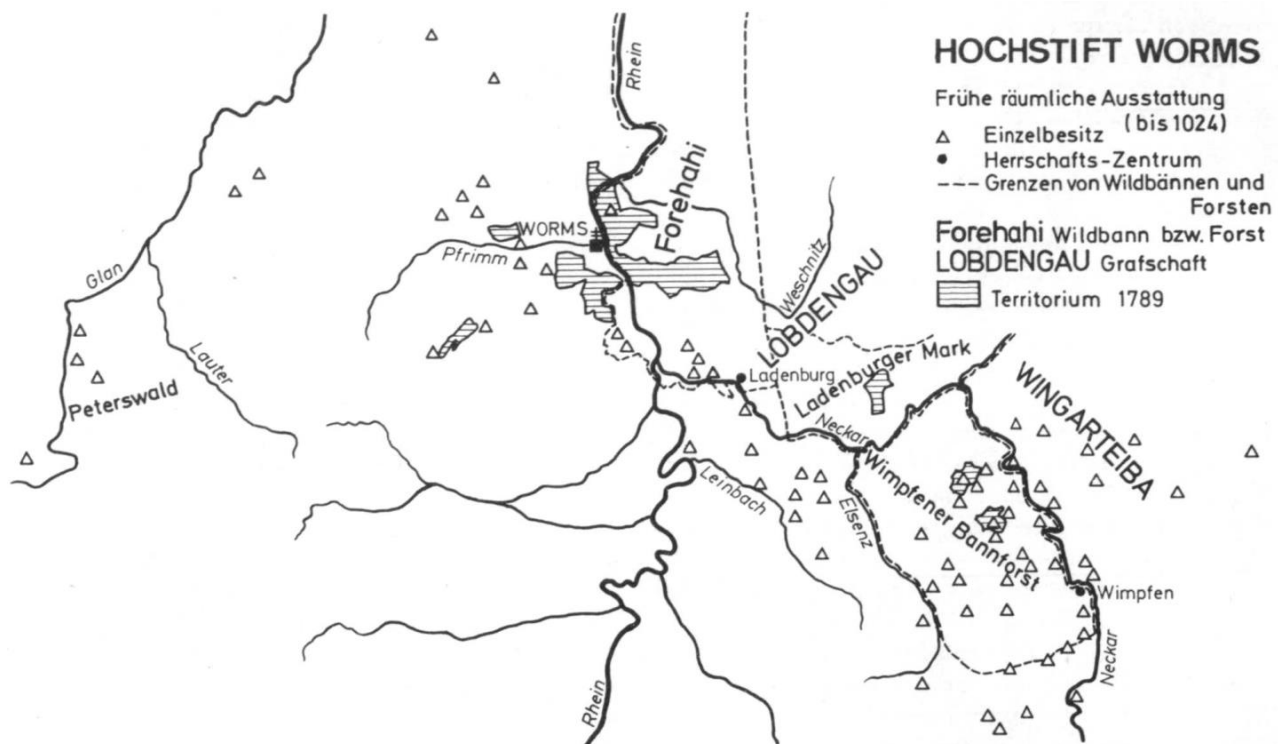 HOCHSTIFT WORMS
Frühe räumliche Ausstattung
(bis 1024)
Einzelbesitz
Herrschafts-Zentrum
Grenzen von Wildbännen und
Forsten
Forehahi Wildbann bzw. Forst
LOBDENGAU Grafschaft
Territorium 1789
Rhein
Forehahi
WORMS
Pfrimm
Glan
Lauter
Peterswald
Weschnitz
LOBDENGAU
Ladenburg
Ladenburger Mark
Neckar
WINGARTEIBA
Wimpfener Bannforst
Leinbach
Elsenz
Wimpfen
Neckar
Rhein